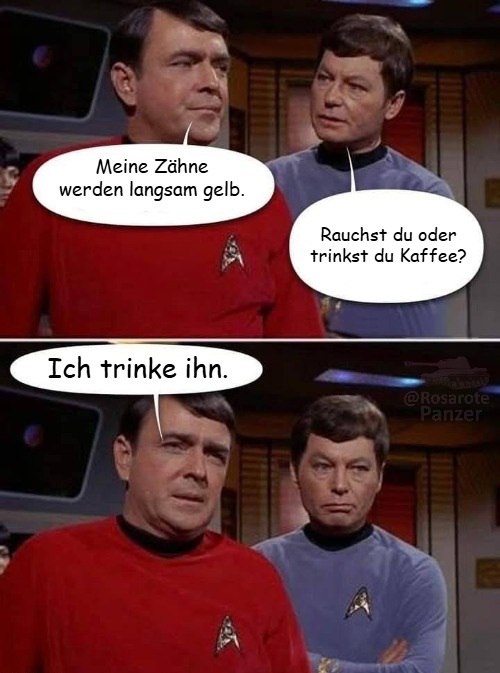 Meine Zähne
werden langsam gelb.
Rauchst du oder
trinkst du Kaffee?
Ich trinke ihn.
@Rosarote
Panzer